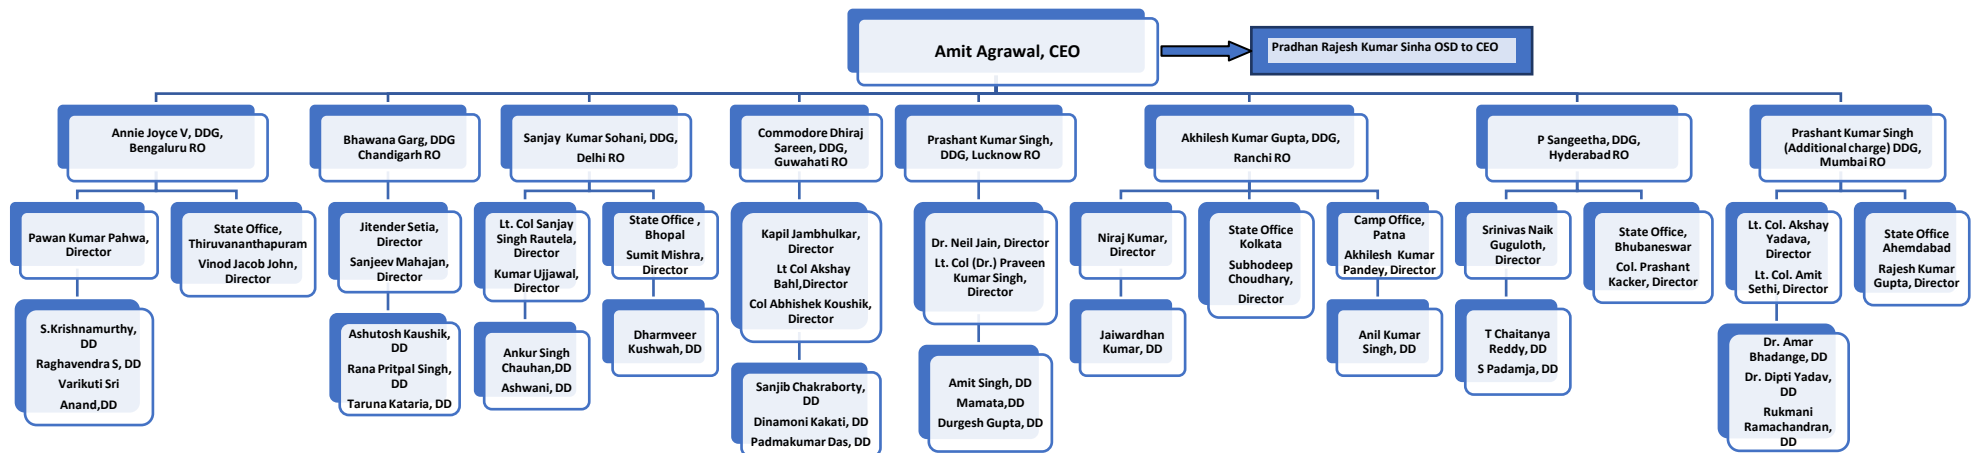 Amit Agrawal, CEO
Pradhan Rajesh Kumar Sinha OSD to CEO
Annie Joyce V, DDG,
Bengaluru RO
Bhawana Garg, DDG
Chandigarh RO
Sanjay Kumar Sohani, DDG,
Delhi RO
Commodore Dhiraj
Sareen, DDG,
Guwahati RO
Prashant Kumar Singh,
DDG, Lucknow RO
Akhilesh Kumar Gupta, DDG,
Ranchi RO
P Sangeetha, DDG,
Hyderabad RO
Prashant Kumar Singh
(Additional charge) DDG,
Mumbai RO
Pawan Kumar Pahwa,
Director
State Office,
Thiruvananthapuram
Vinod Jacob John,
Director
Jitender Setia,
Director
Sanjeev Mahajan,
Director
Lt. Col Sanjay
Singh Rautela,
Director
Kumar Ujjawal,
Director
State Office ,
Bhopal
Sumit Mishra,
Director
Kapil Jambhulkar,
Director
Lt Col Akshay
Bahl,Director
Col Abhishek Koushik,
Director
Dr. Neil Jain, Director
Lt. Col (Dr.) Praveen
Kumar Singh,
Director
Niraj Kumar,
Director
State Office
Kolkata
Subhodeep
Choudhary,
Director
Camp Office,
Patna
Akhilesh Kumar
Pandey, Director
Srinivas Naik
Guguloth,
Director
State Office,
Bhubaneswar
Col. Prashant
Kacker, Director
Lt. Col. Akshay
Yadava,
Director
Lt. Col. Amit
Sethi, Director
State Office
Ahemdabad
Rajesh Kumar
Gupta, Director
S.Krishnamurthy,
DD
Raghavendra S, DD
Varikuti Sri
Anand,DD
Ashutosh Kaushik,
DD
Rana Pritpal Singh,
DD
Taruna Kataria, DD
Ankur Singh
Chauhan,DD
Ashwani, DD
Dharmveer
Kushwah, DD
Sanjib Chakraborty,
DD
Dinamoni Kakati, DD
Padmakumar Das, DD
Amit Singh, DD
Mamata,DD
Durgesh Gupta, DD
Jaiwardhan
Kumar, DD
Anil Kumar
Singh, DD
T Chaitanya
Reddy, DD
S Padamja, DD
Dr. Amar
Bhadange, DD
Dr. Dipti Yadav,
DD
Rukmani
Ramachandran,
DD